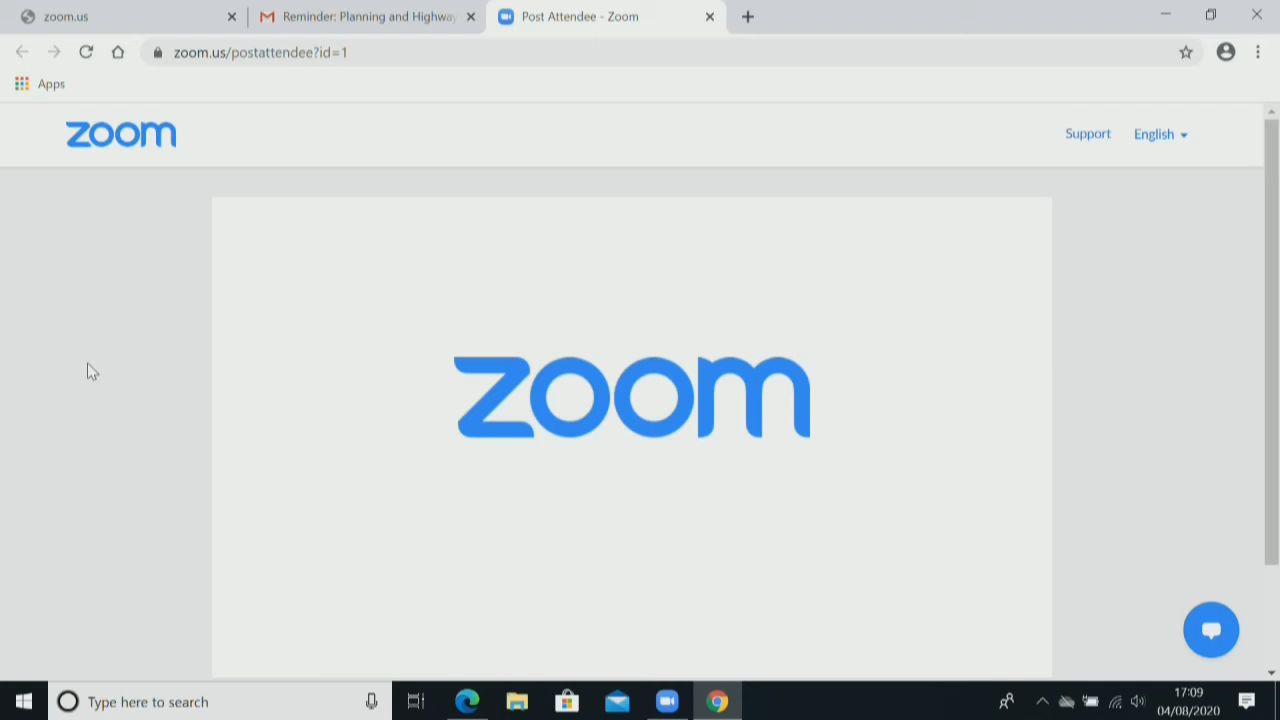 zoom.us
Reminder: Planning and Highway
Post Attendee - Zoom
zoom.us/postattendee?id=1
Apps
zoom
Support
English
zoom
Type here to search
17:09
04/08/2020